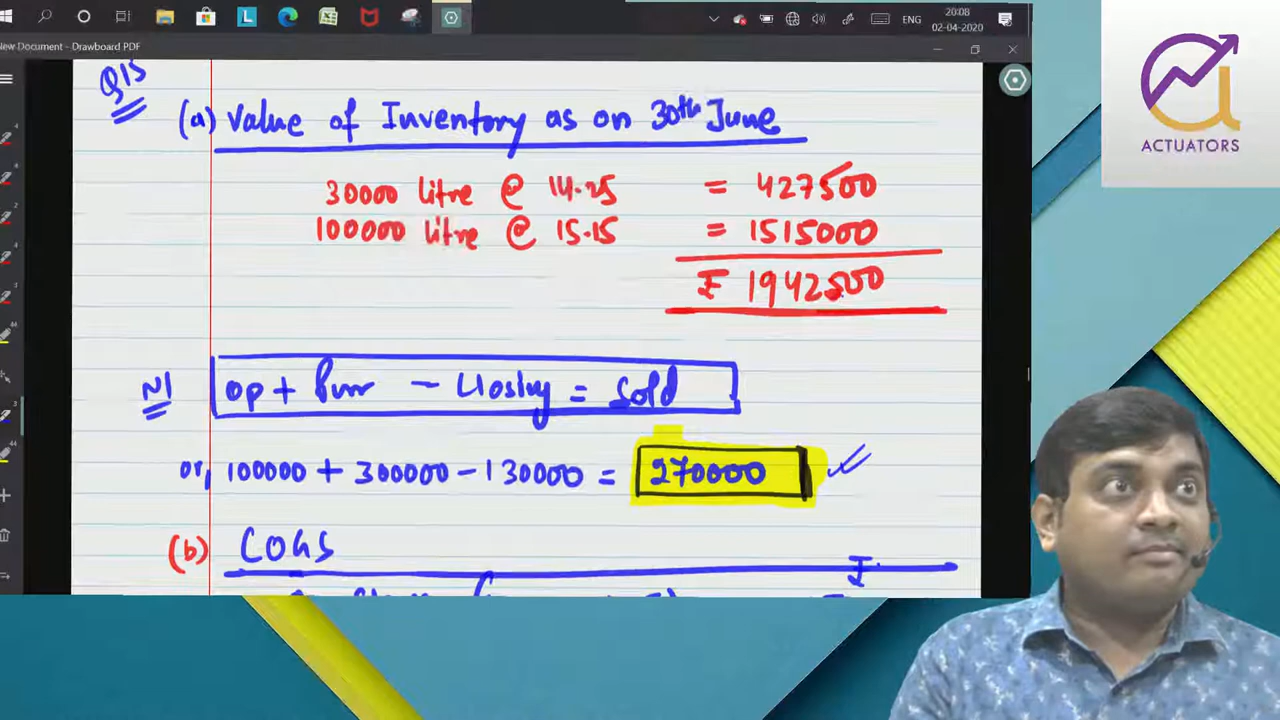 ENG
20:08
02-04-2020
New Document - Drawboard PDF
ACTUATORS
Q15
(a) Value of Inventory as on 30th June
30000 litre @ 14.25 = 427500
100000 litre @ 15.15 = 1515000
₹ 1942500
N1
Op + Purr - Closing = Sold
or, 100000 + 300000 - 130000 = 270000
(b) COGS
₹